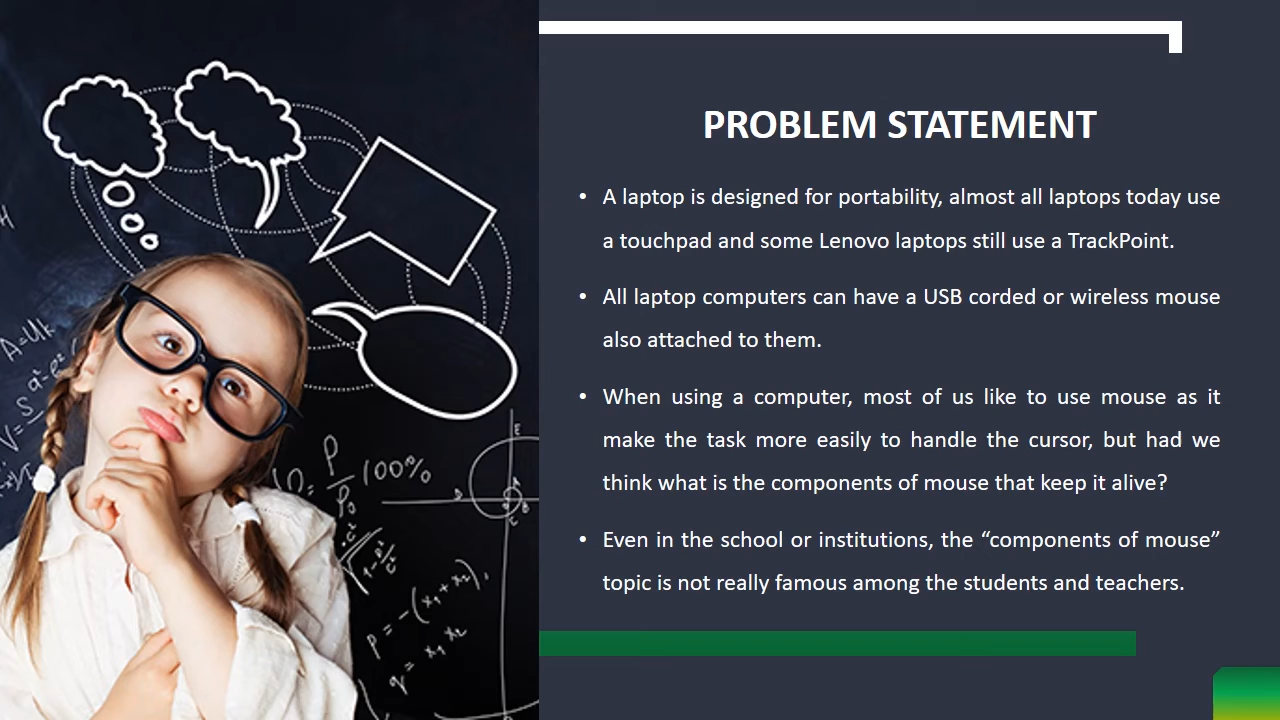 PROBLEM STATEMENT
• A laptop is designed for portability, almost all laptops today use
a touchpad and some Lenovo laptops still use a TrackPoint.
• All laptop computers can have a USB corded or wireless mouse
also attached to them.
• When using a computer, most of us like to use mouse as it
make the task more easily to handle the cursor, but had we
think what is the components of mouse that keep it alive?
• Even in the school or institutions, the “components of mouse”
topic is not really famous among the students and teachers.
A=Uk
100%